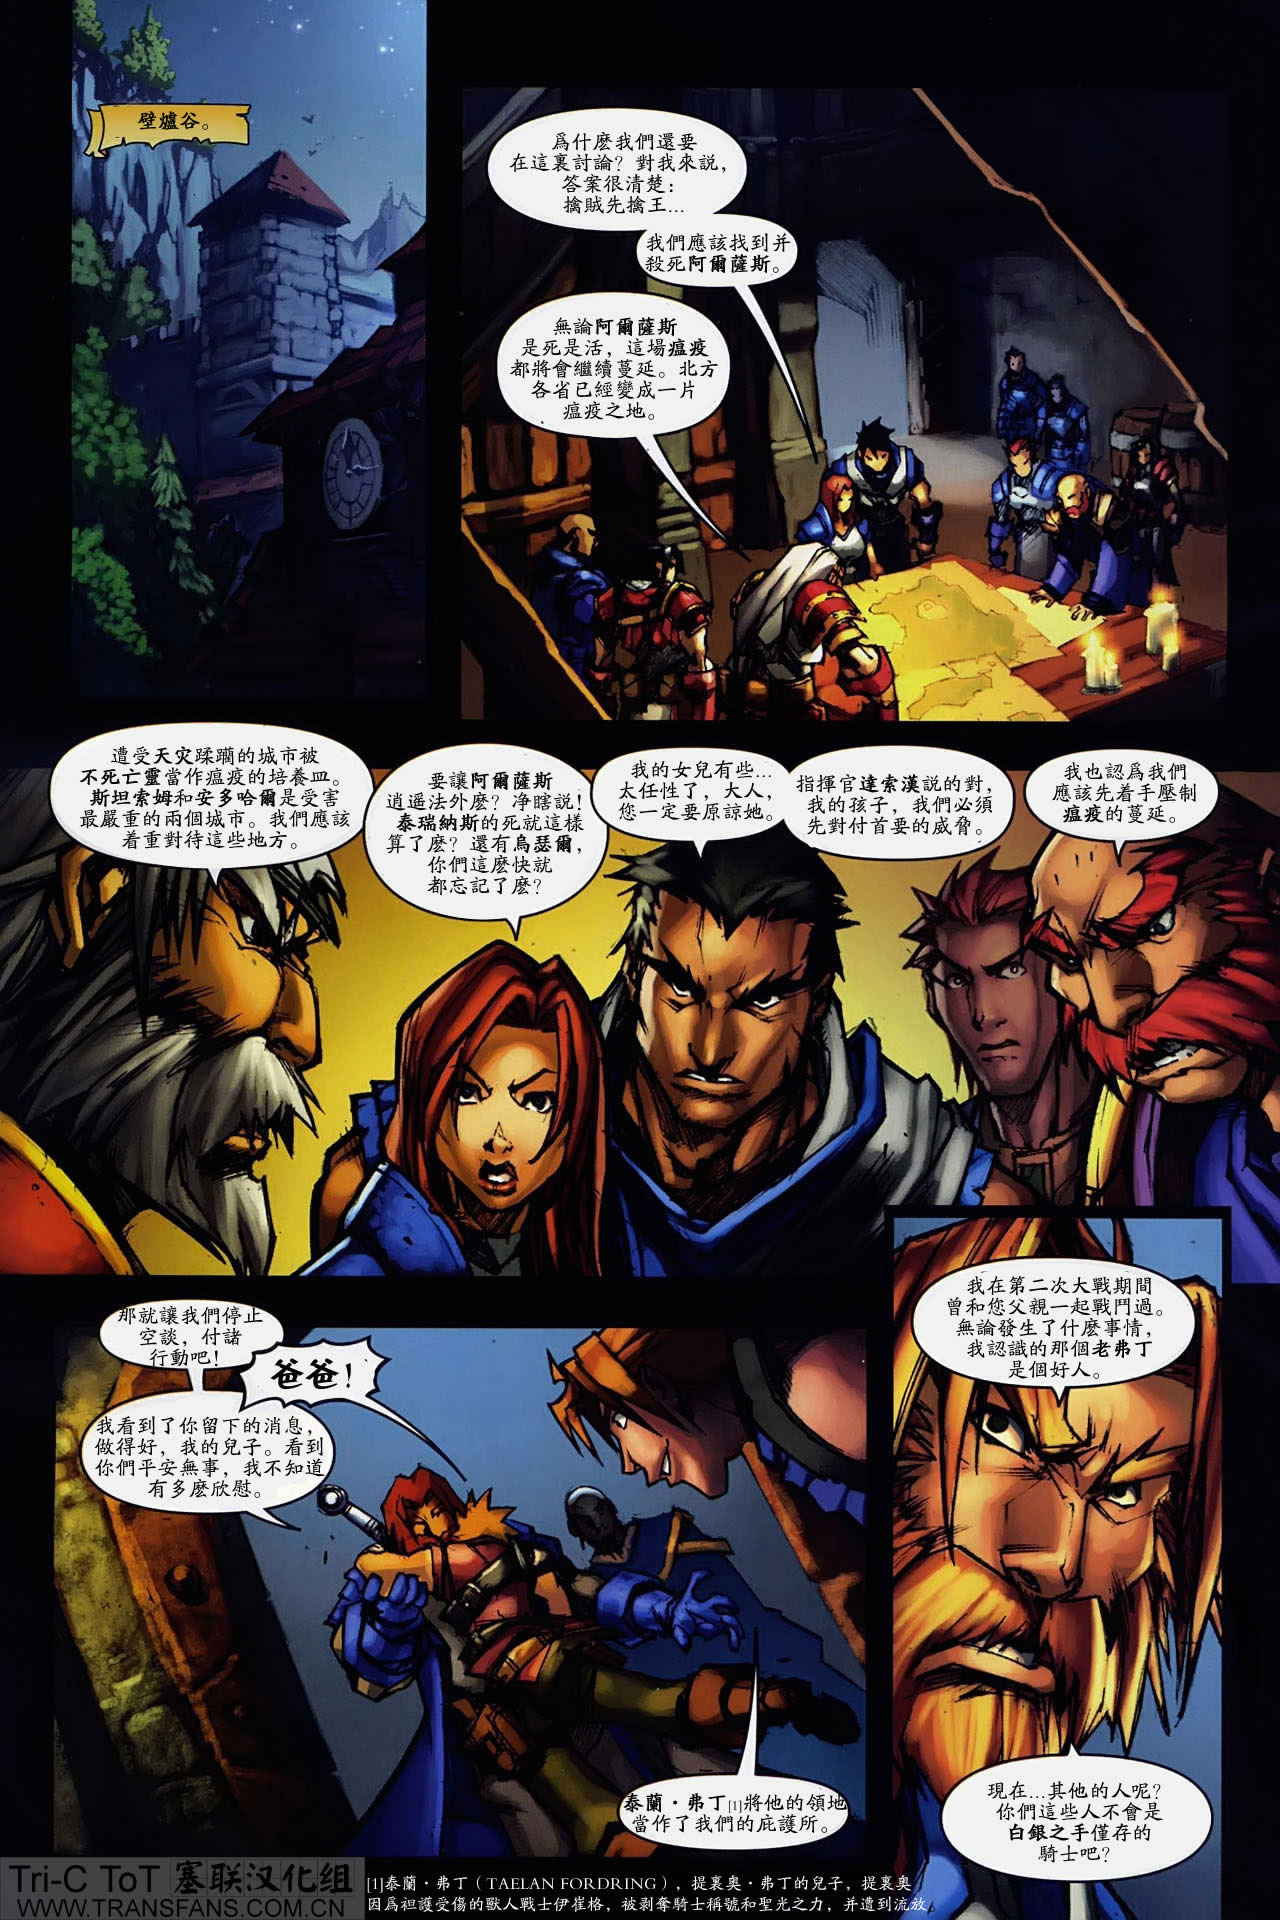 壁爐谷。
爲什麽我們還要
在這裏討論？對我來説，
答案很清楚：
擒賊先擒王…
我們應該找到并
殺死阿爾薩斯。
無論阿爾薩斯
是死是活，這場瘟疫
都將會繼續蔓延。北方
各省已經變成一片
瘟疫之地。
遭受天灾蹂躪的城市被
不死亡靈當作瘟疫的培養皿。
斯坦索姆和安多哈爾是受害
最嚴重的兩個城市。我們應該
着重對待這些地方。
要讓阿爾薩斯
逍遥法外麽？净瞎説！
泰瑞納斯的死就這樣
算了麽？還有烏瑟爾，
你們這麽快就
都忘記了麽？
我的女兒有些…
太任性了，大人，
您一定要原諒她。
指揮官達索漢説的對，
我的孩子，我們必須
先對付首要的威脅。
我也認爲我們
應該先着手壓制
瘟疫的蔓延。
那就讓我們停止
空談，付諸
行動吧！
爸爸！
我看到了你留下的消息，
做得好，我的兒子。看到
你們平安無事，我不知道
有多麽欣慰。
泰蘭·弗丁[1]將他的領地
當作了我們的庇護所。
我在第二次大戰期間
曾和您父親一起戰鬥過。
無論發生了什麽事情，
我認識的那個老弗丁
是個好人。
現在…其他的人呢？
你們這些人不會是
白銀之手僅存的
騎士吧？
[1]泰蘭·弗丁（TAELAN FORDRING），提裏奥·弗丁的兒子，提裏奥
因爲袒護受傷的獸人戰士伊崔格，被剥奪騎士稱號和聖光之力，并遭到流放。
Tri-C ToT 塞联汉化组
WWW.TRANSFANS.COM.CN